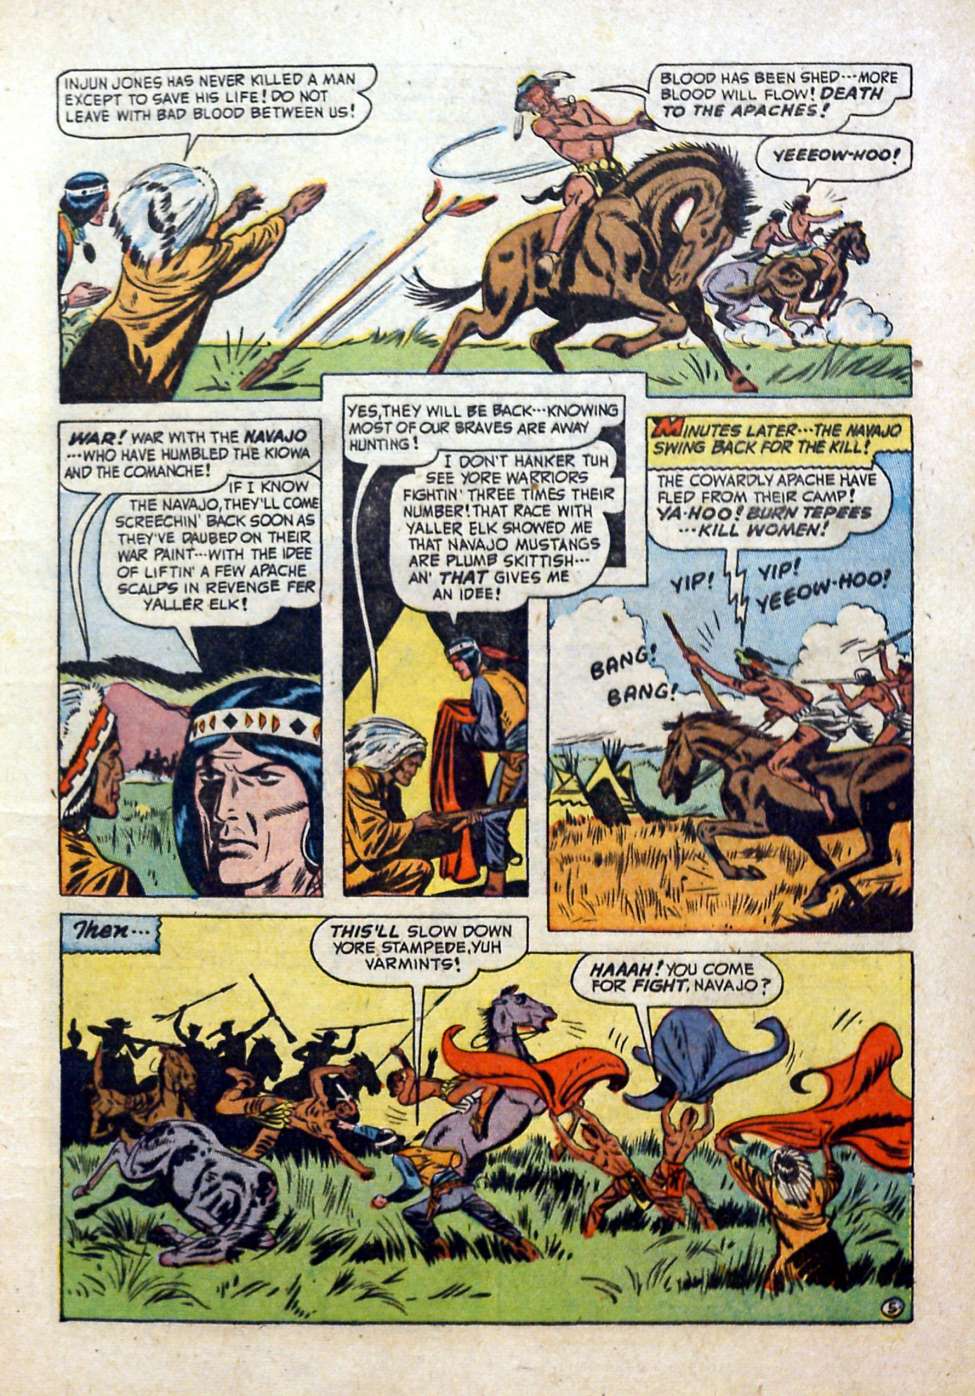 INJUN JONES HAS NEVER KILLED A MAN
EXCEPT TO SAVE HIS LIFE! DO NOT
LEAVE WITH BAD BLOOD BETWEEN US!
BLOOD HAS BEEN SHED---MORE
BLOOD WILL FLOW! DEATH
TO THE APACHES!
YEEEOW-HOO!
WAR! WAR WITH THE NAVAJO
---WHO HAVE HUMBLED THE KIOWA
AND THE COMANCHE!
IF I KNOW
THE NAVAJO, THEY'LL COME
SCREECHIN' BACK SOON AS
THEY'VE DAUBED ON THEIR
WAR PAINT---WITH THE IDEE
OF LIFTIN' A FEW APACHE
SCALPS IN REVENGE FER
YALLER ELK!
YES, THEY WILL BE BACK---KNOWING
MOST OF OUR BRAVES ARE AWAY
HUNTING!
I DON'T HANKER TUH
SEE YORE WARRIORS
FIGHTIN' THREE TIMES THEIR
NUMBER! THAT RACE WITH
YALLER ELK SHOWED ME
THAT NAVAJO MUSTANGS
ARE PLUMB SKITTISH---
AN' THAT GIVES ME
AN IDEE!
MINUTES LATER---THE NAVAJO
SWING BACK FOR THE KILL!
THE COWARDLY APACHE HAVE
FLED FROM THEIR CAMP!
YA-HOO! BURN TEPEES
---KILL WOMEN!
YIP!
YIP!
YEEOW-HOO!
BANG!
BANG!
Then---
THIS'LL SLOW DOWN
YORE STAMPEDE, YUH
VARMINTS!
HAAAH! YOU COME
FOR FIGHT, NAVAJO?
5